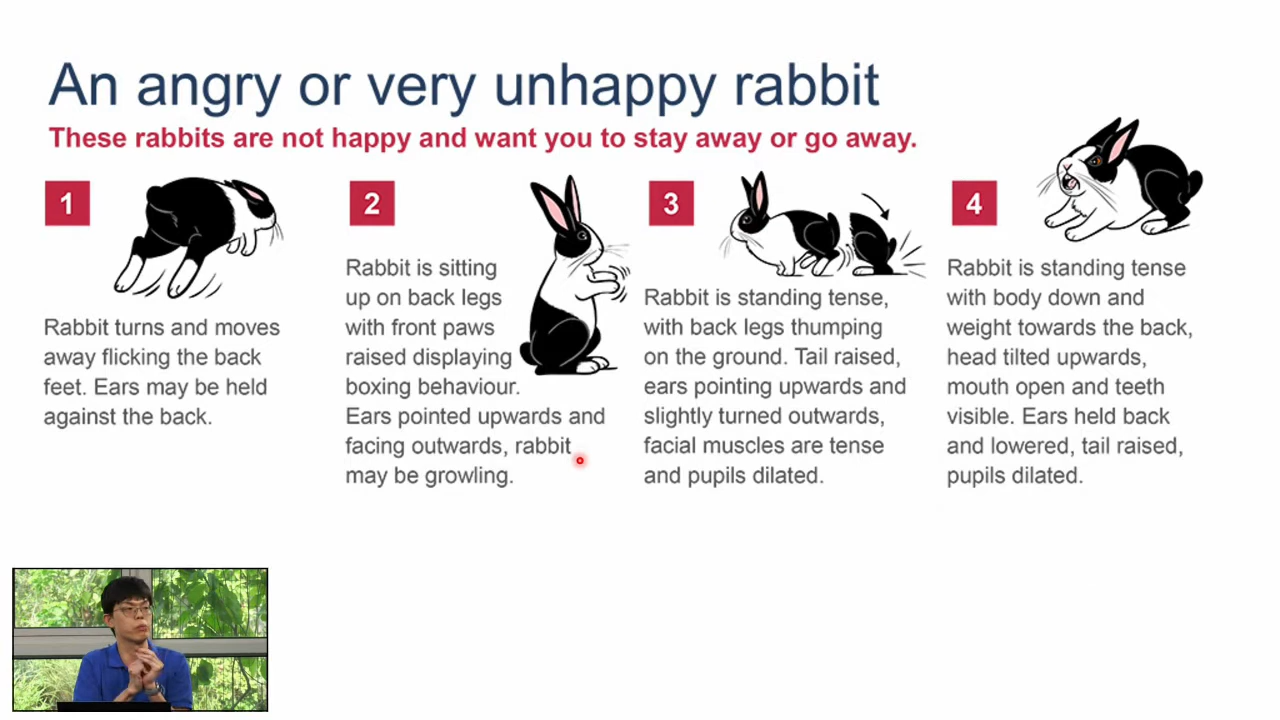 An angry or very unhappy rabbit
These rabbits are not happy and want you to stay away or go away.
1
Rabbit turns and moves
away flicking the back
feet. Ears may be held
against the back.
2
Rabbit is sitting
up on back legs
with front paws
raised displaying
boxing behaviour.
Ears pointed upwards and
facing outwards, rabbit
may be growling.
3
Rabbit is standing tense,
with back legs thumping
on the ground. Tail raised,
ears pointing upwards and
slightly turned outwards,
facial muscles are tense
and pupils dilated.
4
Rabbit is standing tense
with body down and
weight towards the back,
head tilted upwards,
mouth open and teeth
visible. Ears held back
and lowered, tail raised,
pupils dilated.